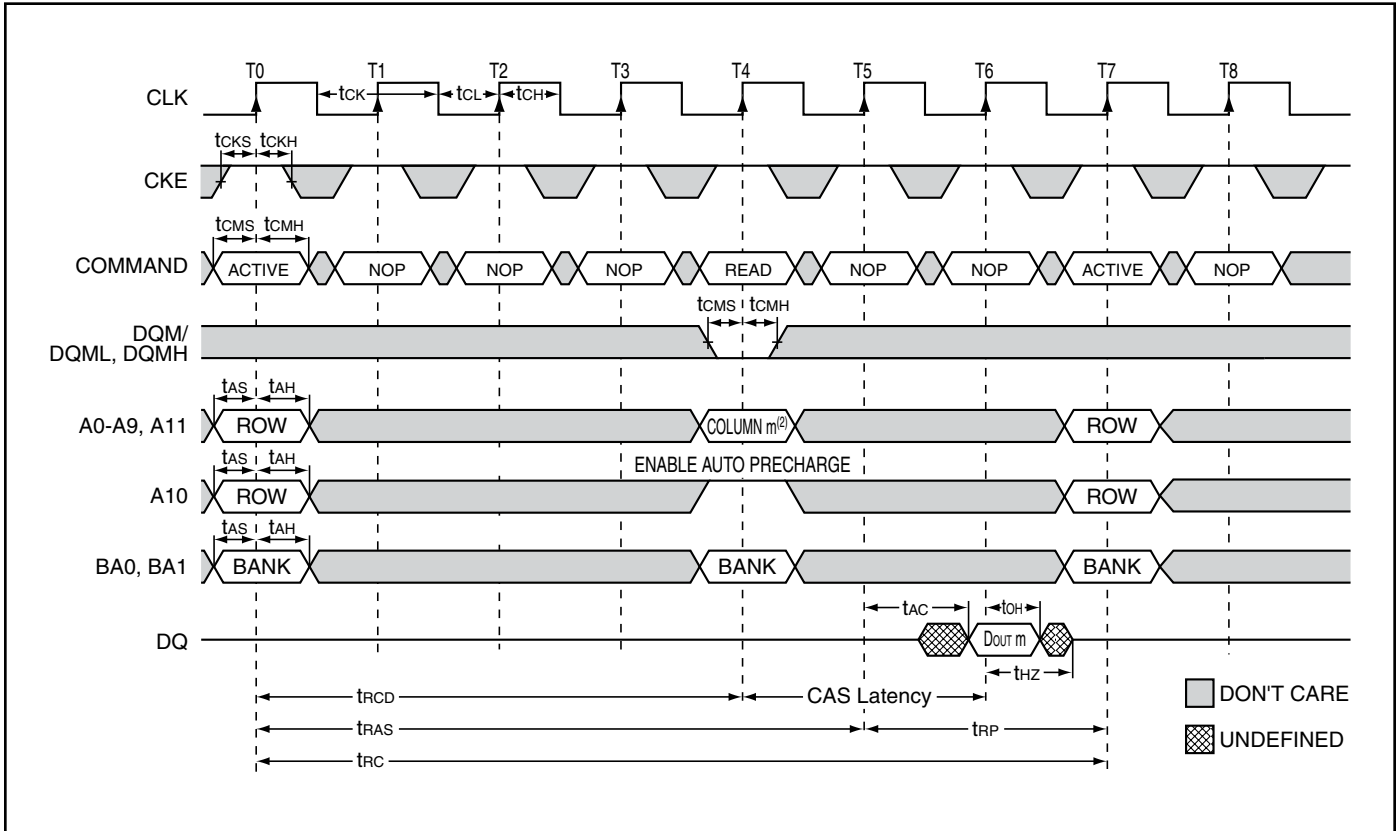 T0 T1 T2 T3 T4 T5 T6 T7 T8
CLK tCK tCL tCH
tCKS tCKH
CKE
tCMS tCMH
COMMAND ACTIVE NOP NOP NOP READ NOP NOP ACTIVE NOP
tCMS tCMH
DQM/
DQML, DQMH
tAS tAH
A0-A9, A11 ROW COLUMN m(2) ROW
tAS tAH ENABLE AUTO PRECHARGE
A10 ROW ROW
tAS tAH
BA0, BA1 BANK BANK BANK
tAC tOH
DQ DOUT m
tHZ
tRCD CAS Latency
DON'T CARE
tRAS tRP
UNDEFINED
tRC